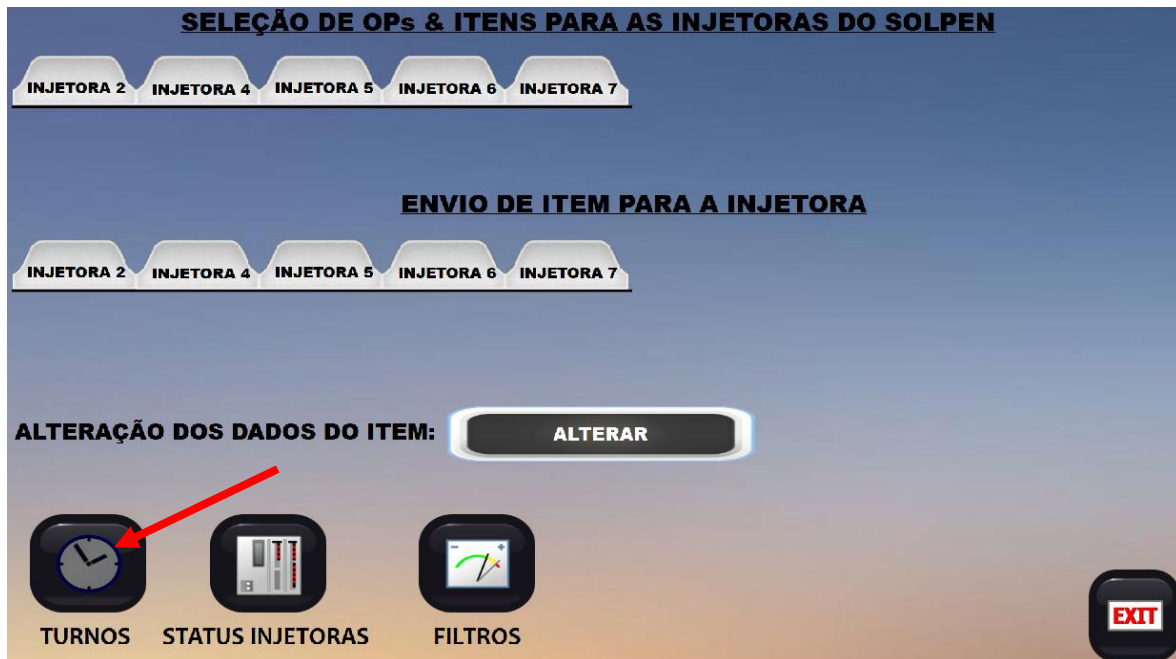 SELEÇÃO DE OPs & ITENS PARA AS INJETORAS DO SOLPEN
INJETORA 2 INJETORA 4 INJETORA 5 INJETORA 6 INJETORA 7
ENVIO DE ITEM PARA A INJETORA
INJETORA 2 INJETORA 4 INJETORA 5 INJETORA 6 INJETORA 7
ALTERAÇÃO DOS DADOS DO ITEM: ALTERAR
TURNOS STATUS INJETORAS FILTROS EXIT